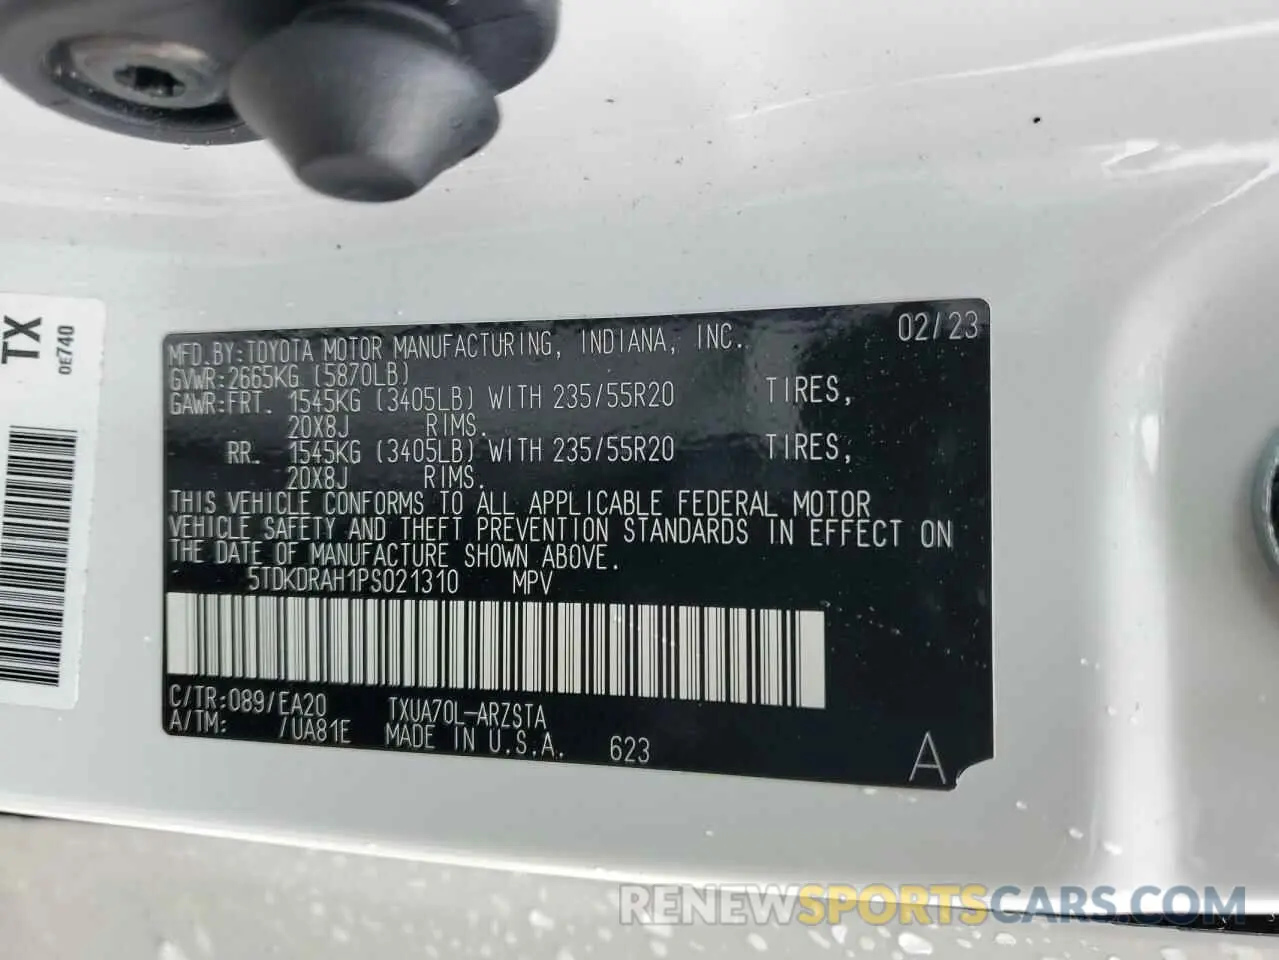 TX
0E740
MFD.BY:TOYOTA MOTOR MANUFACTURING, INDIANA, INC. 02/23
GVWR:2665KG (5870LB)
GAWR:FRT. 1545KG (3405LB) WITH 235/55R20 TIRES,
20X8J RIMS.
RR. 1545KG (3405LB) WITH 235/55R20 TIRES,
20X8J RIMS.
THIS VEHICLE CONFORMS TO ALL APPLICABLE FEDERAL MOTOR
VEHICLE SAFETY AND THEFT PREVENTION STANDARDS IN EFFECT ON
THE DATE OF MANUFACTURE SHOWN ABOVE.
5TDKDRAH1PS021310 MPV
C/TR:089/EA20 TXUA70L-ARZSTA
A/TM: /UA81E MADE IN U.S.A. 623
A
RENEWSPORTSCARS.COM